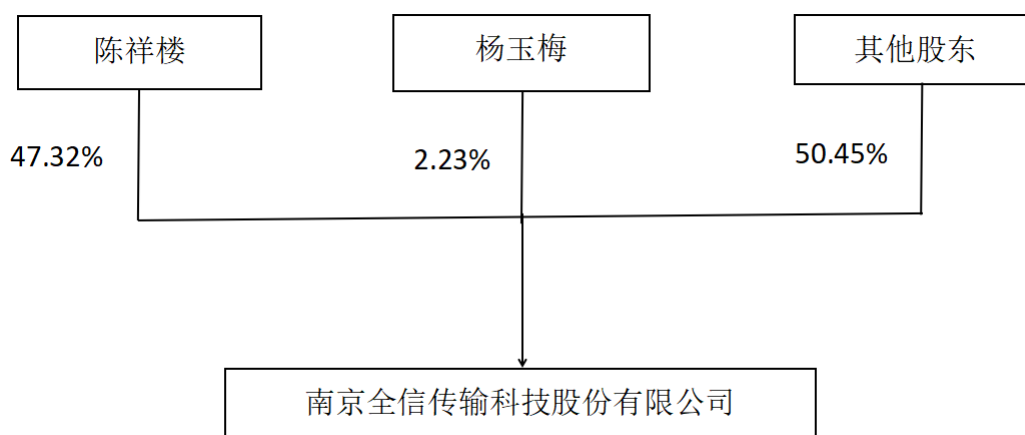 陈祥楼
杨玉梅
其他股东
47.32%
2.23%
50.45%
南京全信传输科技股份有限公司